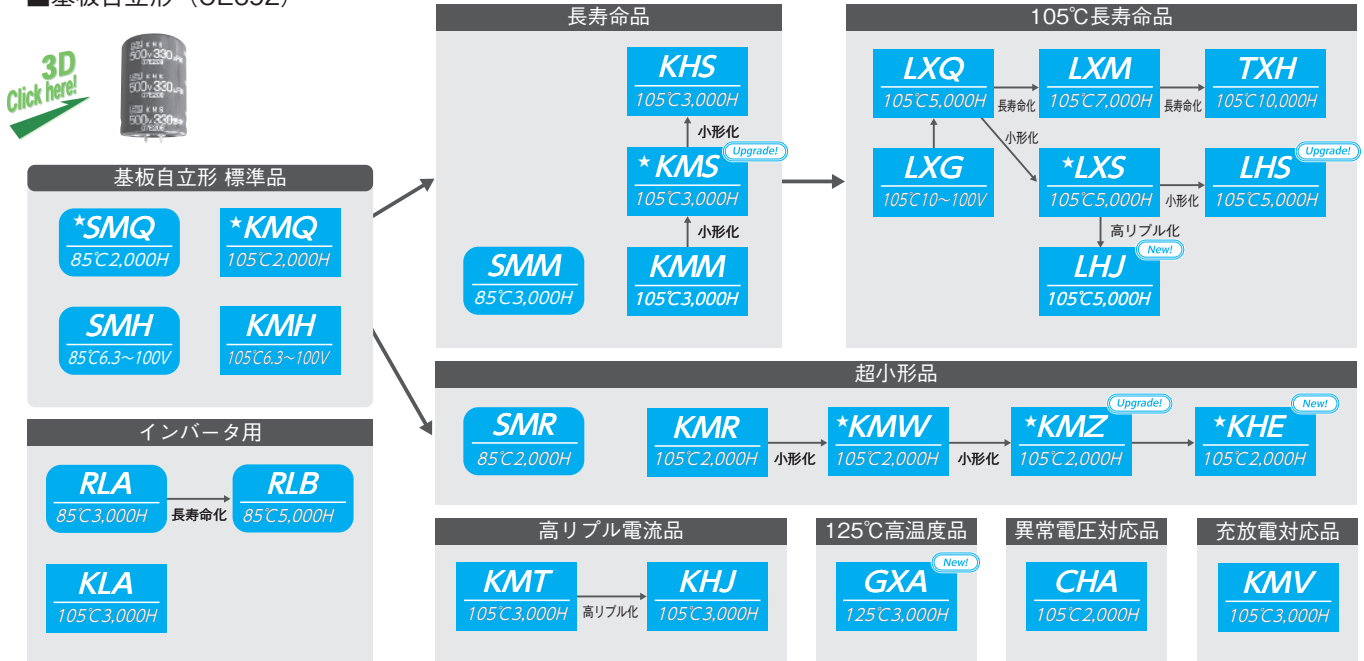 長寿命品
105℃長寿命品
3D
Click here!
KMS
500V330µF
KMS
500V330µF
KMS
500V330µF
KHS
105℃3,000H
小形化
Upgrade!
★KMS
105℃3,000H
小形化
SMM
85℃3,000H
KMM
105℃3,000H
LXQ
105℃5,000H
長寿命化
LXM
105℃7,000H
長寿命化
TXH
105℃10,000H
小形化
LXG
105℃10~100V
★LXS
105℃5,000H
小形化
Upgrade!
LHS
105℃5,000H
高リプル化
New!
LHJ
105℃5,000H
基板自立形 標準品
★SMQ
85℃2,000H
★KMQ
105℃2,000H
SMH
85℃6.3~100V
KMH
105℃6.3~100V
超小形品
SMR
85℃2,000H
KMR
105℃2,000H
小形化
★KMW
105℃2,000H
小形化
Upgrade!
★KMZ
105℃2,000H
New!
★KHE
105℃2,000H
インバータ用
RLA
85℃3,000H
長寿命化
RLB
85℃5,000H
KLA
105℃3,000H
高リプル電流品
KMT
105℃3,000H
高リプル化
KHJ
105℃3,000H
125℃高温度品
New!
GXA
125℃3,000H
異常電圧対応品
CHA
105℃2,000H
充放電対応品
KMV
105℃3,000H